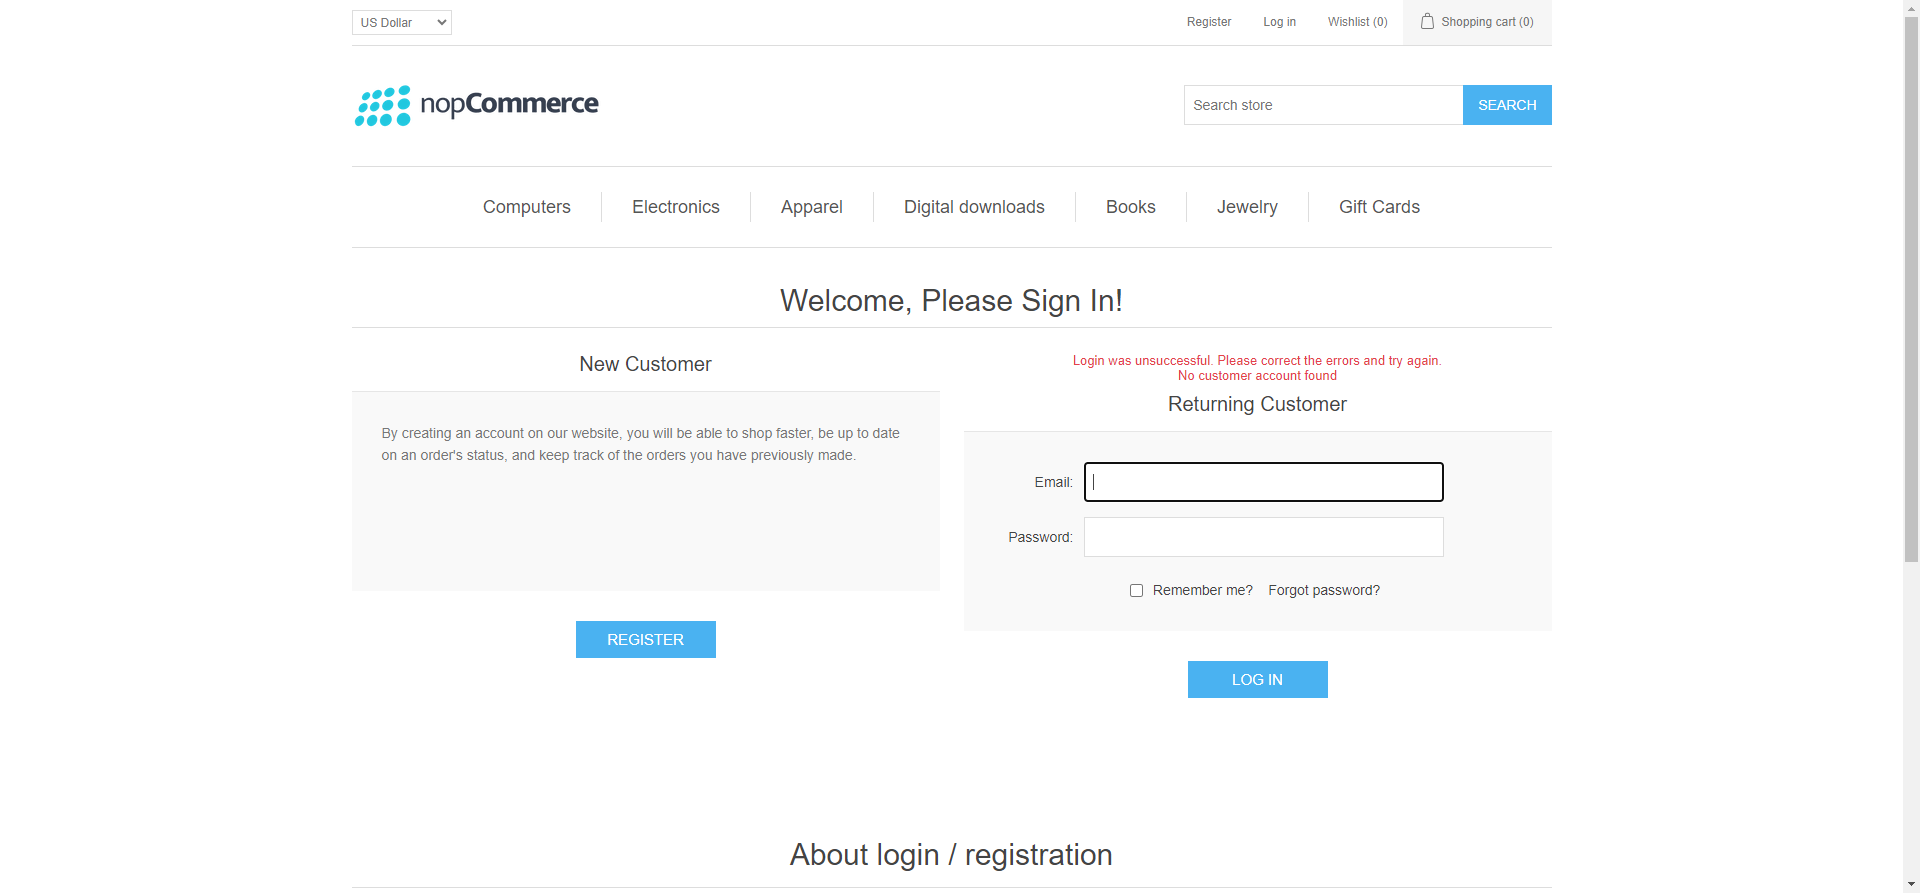 US Dollar
Register
Log in
Wishlist (0)
Shopping cart (0)
nopCommerce
Search store
SEARCH
Computers
Electronics
Apparel
Digital downloads
Books
Jewelry
Gift Cards
Welcome, Please Sign In!
New Customer
By creating an account on our website, you will be able to shop faster, be up to date
on an order's status, and keep track of the orders you have previously made.
REGISTER
Login was unsuccessful. Please correct the errors and try again.
No customer account found
Returning Customer
Email:
Password:
Remember me?
Forgot password?
LOG IN
About login / registration